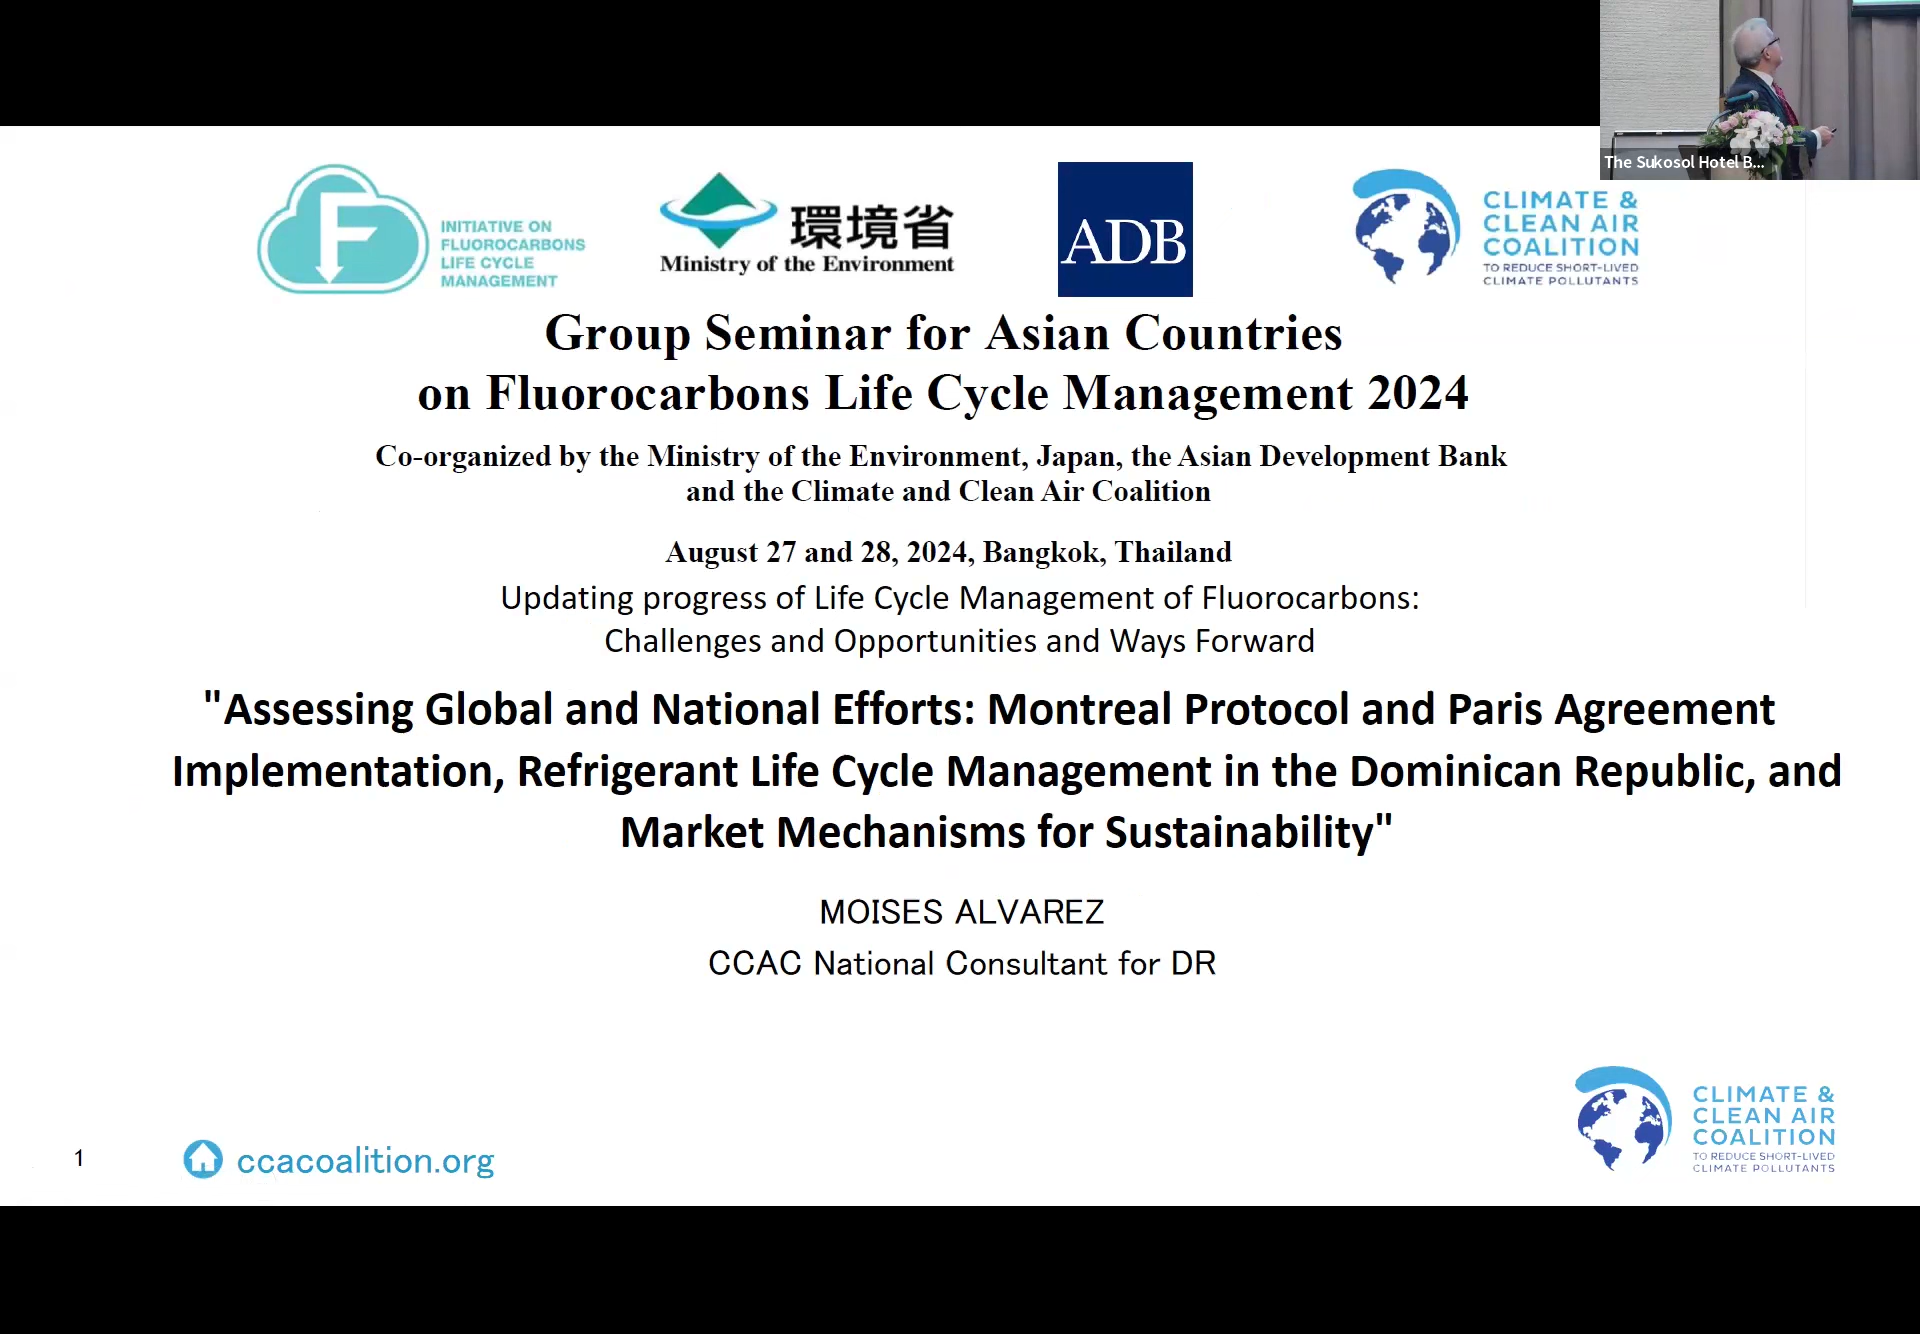 The Sukosol Hotel B...
F
INITIATIVE ON
FLUOROCARBONS
LIFE CYCLE
MANAGEMENT
環境省
Ministry of the Environment
ADB
CLIMATE &
CLEAN AIR
COALITION
TO REDUCE SHORT-LIVED
CLIMATE POLLUTANTS
Group Seminar for Asian Countries
on Fluorocarbons Life Cycle Management 2024
Co-organized by the Ministry of the Environment, Japan, the Asian Development Bank
and the Climate and Clean Air Coalition
August 27 and 28, 2024, Bangkok, Thailand
Updating progress of Life Cycle Management of Fluorocarbons:
Challenges and Opportunities and Ways Forward
"Assessing Global and National Efforts: Montreal Protocol and Paris Agreement
Implementation, Refrigerant Life Cycle Management in the Dominican Republic, and
Market Mechanisms for Sustainability"
MOISES ALVAREZ
CCAC National Consultant for DR
1
ccacoalition.org
CLIMATE &
CLEAN AIR
COALITION
TO REDUCE SHORT-LIVED
CLIMATE POLLUTANTS